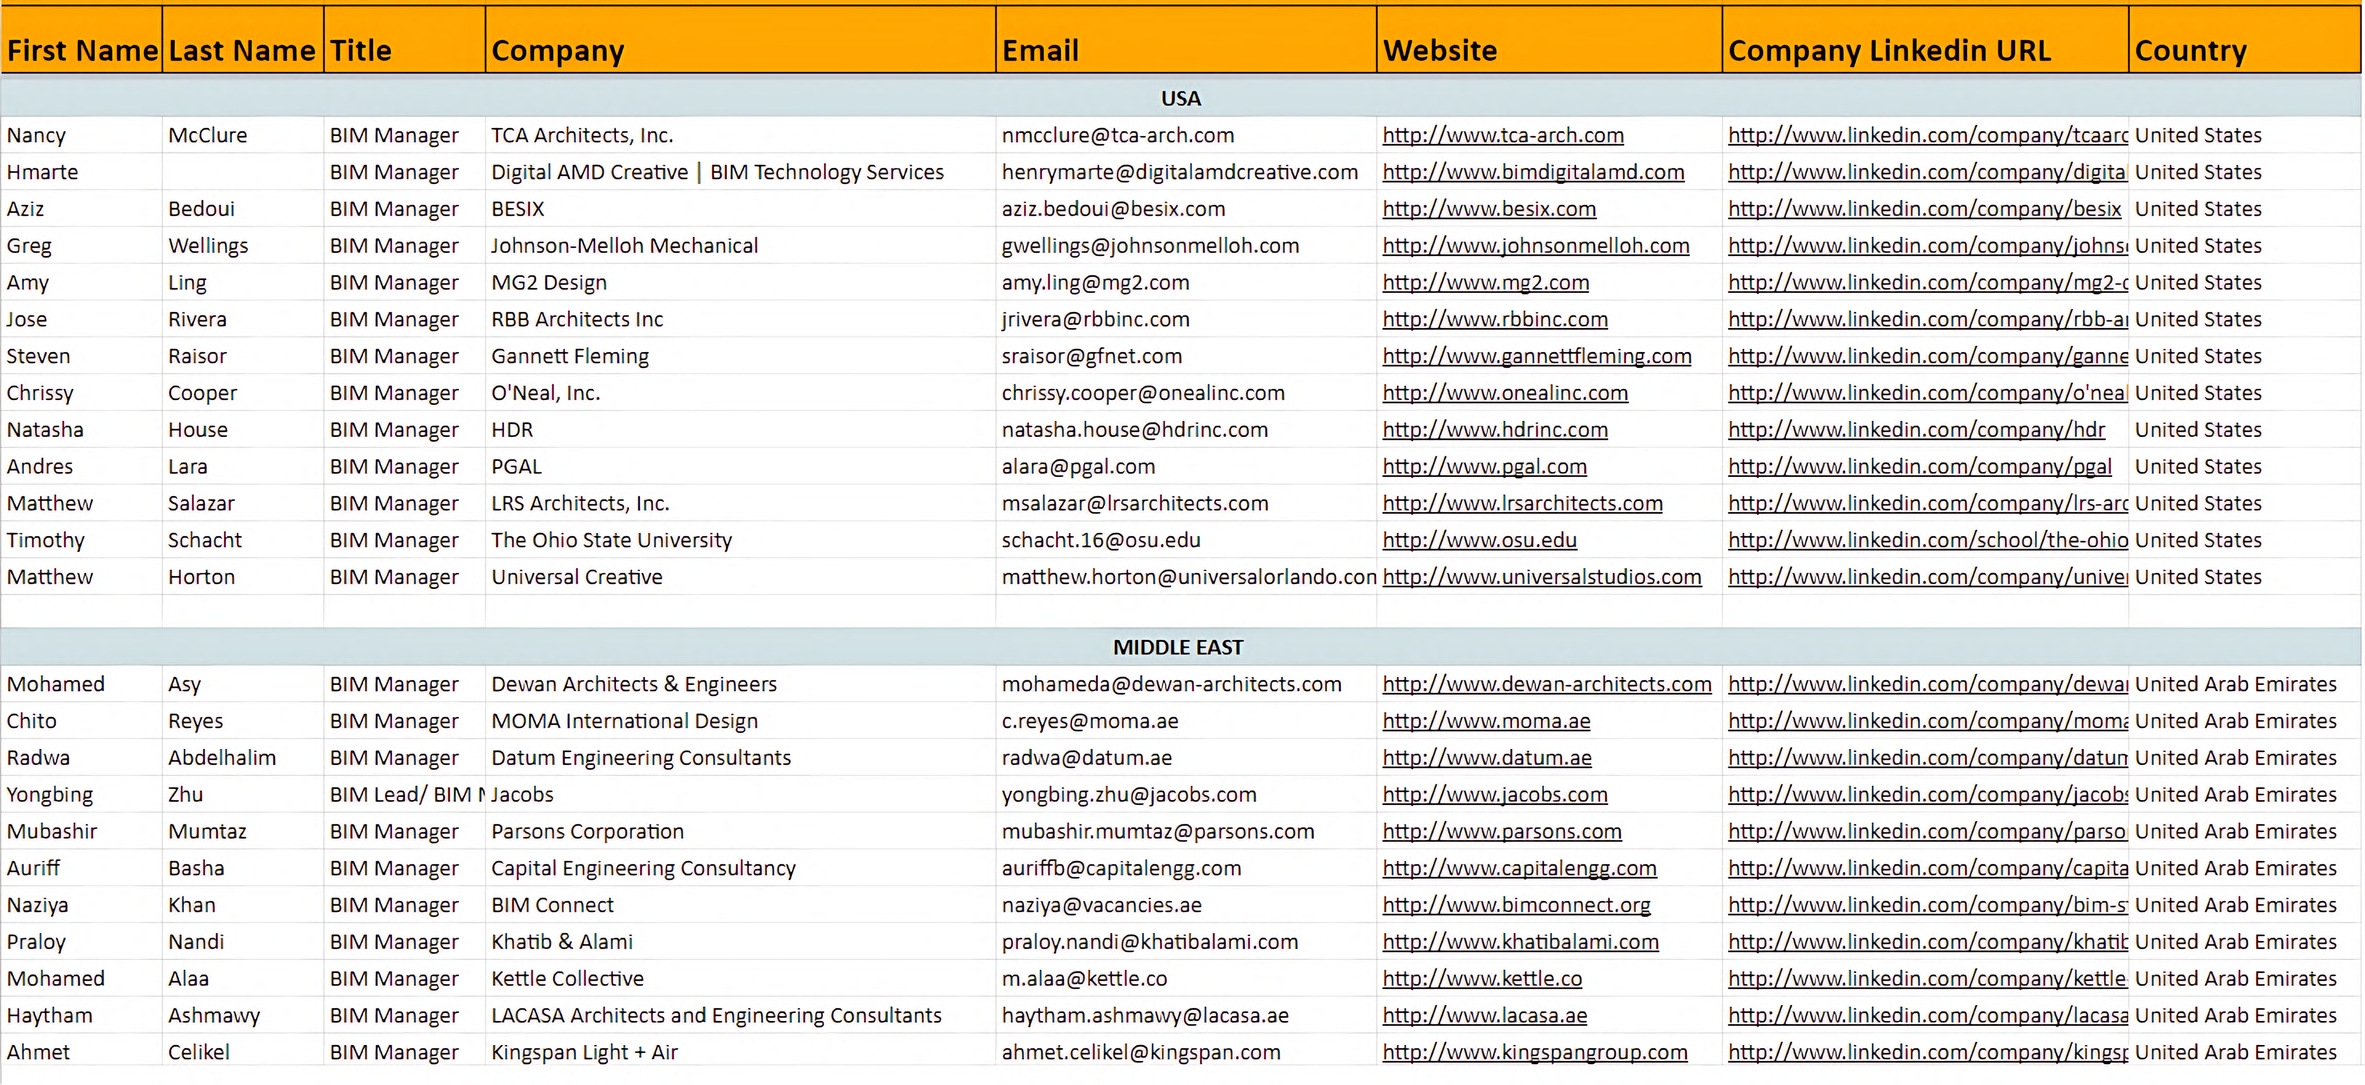 First Name Last Name Title Company Email Website Company Linkedin URL Country
USA
Nancy McClure BIM Manager TCA Architects, Inc. nmcclure@tca-arch.com http://www.tca-arch.com http://www.linkedin.com/company/tcaarc United States
Hmarte BIM Manager Digital AMD Creative | BIM Technology Services henrymarte@digitalamdcreative.com http://www.bimdigitalamd.com http://www.linkedin.com/company/digita United States
Aziz Bedoui BIM Manager BESIX aziz.bedoui@besix.com http://www.besix.com http://www.linkedin.com/company/besix United States
Greg Wellings BIM Manager Johnson-Melloh Mechanical gwellings@johnsonmelloh.com http://www.johnsonmelloh.com http://www.linkedin.com/company/johns United States
Amy Ling BIM Manager MG2 Design amy.ling@mg2.com http://www.mg2.com http://www.linkedin.com/company/mg2- United States
Jose Rivera BIM Manager RBB Architects Inc jrivera@rbbinc.com http://www.rbbinc.com http://www.linkedin.com/company/rbb-a United States
Steven Raisor BIM Manager Gannett Fleming sraisor@gfnet.com http://www.gannettfleming.com http://www.linkedin.com/company/ganne United States
Chrissy Cooper BIM Manager O'Neal, Inc. chrissy.cooper@onealinc.com http://www.onealinc.com http://www.linkedin.com/company/o'neal United States
Natasha House BIM Manager HDR natasha.house@hdrinc.com http://www.hdrinc.com http://www.linkedin.com/company/hdr United States
Andres Lara BIM Manager PGAL alara@pgal.com http://www.pgal.com http://www.linkedin.com/company/pgal United States
Matthew Salazar BIM Manager LRS Architects, Inc. msalazar@lrsarchitects.com http://www.lrsarchitects.com http://www.linkedin.com/company/lrs-arc United States
Timothy Schacht BIM Manager The Ohio State University schacht.16@osu.edu http://www.osu.edu http://www.linkedin.com/school/the-ohio United States
Matthew Horton BIM Manager Universal Creative matthew.horton@universalorlando.con http://www.universalstudios.com http://www.linkedin.com/company/univer United States
MIDDLE EAST
Mohamed Asy BIM Manager Dewan Architects & Engineers mohameda@dewan-architects.com http://www.dewan-architects.com http://www.linkedin.com/company/dewa United Arab Emirates
Chito Reyes BIM Manager MOMA International Design c.reyes@moma.ae http://www.moma.ae http://www.linkedin.com/company/moma United Arab Emirates
Radwa Abdelhalim BIM Manager Datum Engineering Consultants radwa@datum.ae http://www.datum.ae http://www.linkedin.com/company/datum United Arab Emirates
Yongbing Zhu BIM Lead/ BIM Jacobs yongbing.zhu@jacobs.com http://www.jacobs.com http://www.linkedin.com/company/jacobs United Arab Emirates
Mubashir Mumtaz BIM Manager Parsons Corporation mubashir.mumtaz@parsons.com http://www.parsons.com http://www.linkedin.com/company/parso United Arab Emirates
Auriff Basha BIM Manager Capital Engineering Consultancy auriffb@capitalengg.com http://www.capitalengg.com http://www.linkedin.com/company/capita United Arab Emirates
Naziya Khan BIM Manager BIM Connect naziya@vacancies.ae http://www.bimconnect.org http://www.linkedin.com/company/bim-s United Arab Emirates
Praloy Nandi BIM Manager Khatib & Alami praloy.nandi@khatibalami.com http://www.khatibalami.com http://www.linkedin.com/company/khatib United Arab Emirates
Mohamed Alaa BIM Manager Kettle Collective m.alaa@kettle.co http://www.kettle.co http://www.linkedin.com/company/kettle- United Arab Emirates
Haytham Ashmawy BIM Manager LACASA Architects and Engineering Consultants haytham.ashmawy@lacasa.ae http://www.lacasa.ae http://www.linkedin.com/company/lacasa United Arab Emirates
Ahmet Celikel BIM Manager Kingspan Light + Air ahmet.celikel@kingspan.com http://www.kingspangroup.com http://www.linkedin.com/company/kingsp United Arab Emirates